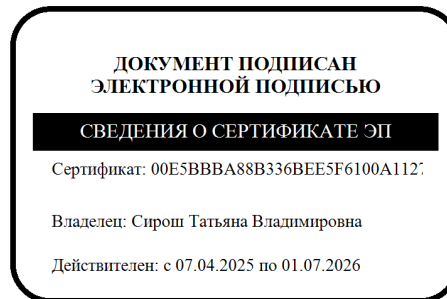 ДОКУМЕНТ ПОДПИСАН
ЭЛЕКТРОННОЙ ПОДПИСЬЮ
СВЕДЕНИЯ О СЕРТИФИКАТЕ ЭП
Сертификат: 00E5BBBA88B336BEE5F6100A1127
Владелец: Сирош Татьяна Владимировна
Действителен: с 07.04.2025 по 01.07.2026